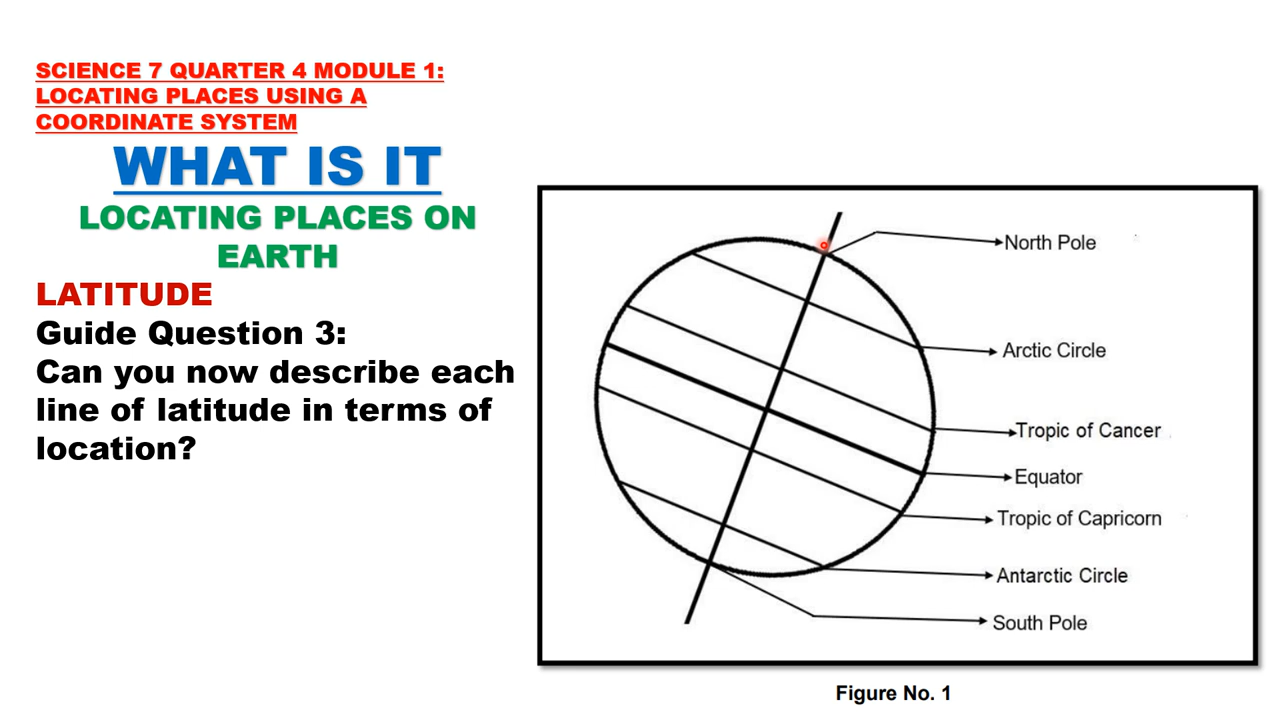 SCIENCE 7 QUARTER 4 MODULE 1:
LOCATING PLACES USING A
COORDINATE SYSTEM
WHAT IS IT
LOCATING PLACES ON
EARTH
LATITUDE
Guide Question 3:
Can you now describe each
line of latitude in terms of
location?
North Pole
Arctic Circle
Tropic of Cancer
Equator
Tropic of Capricorn
Antarctic Circle
South Pole
Figure No. 1